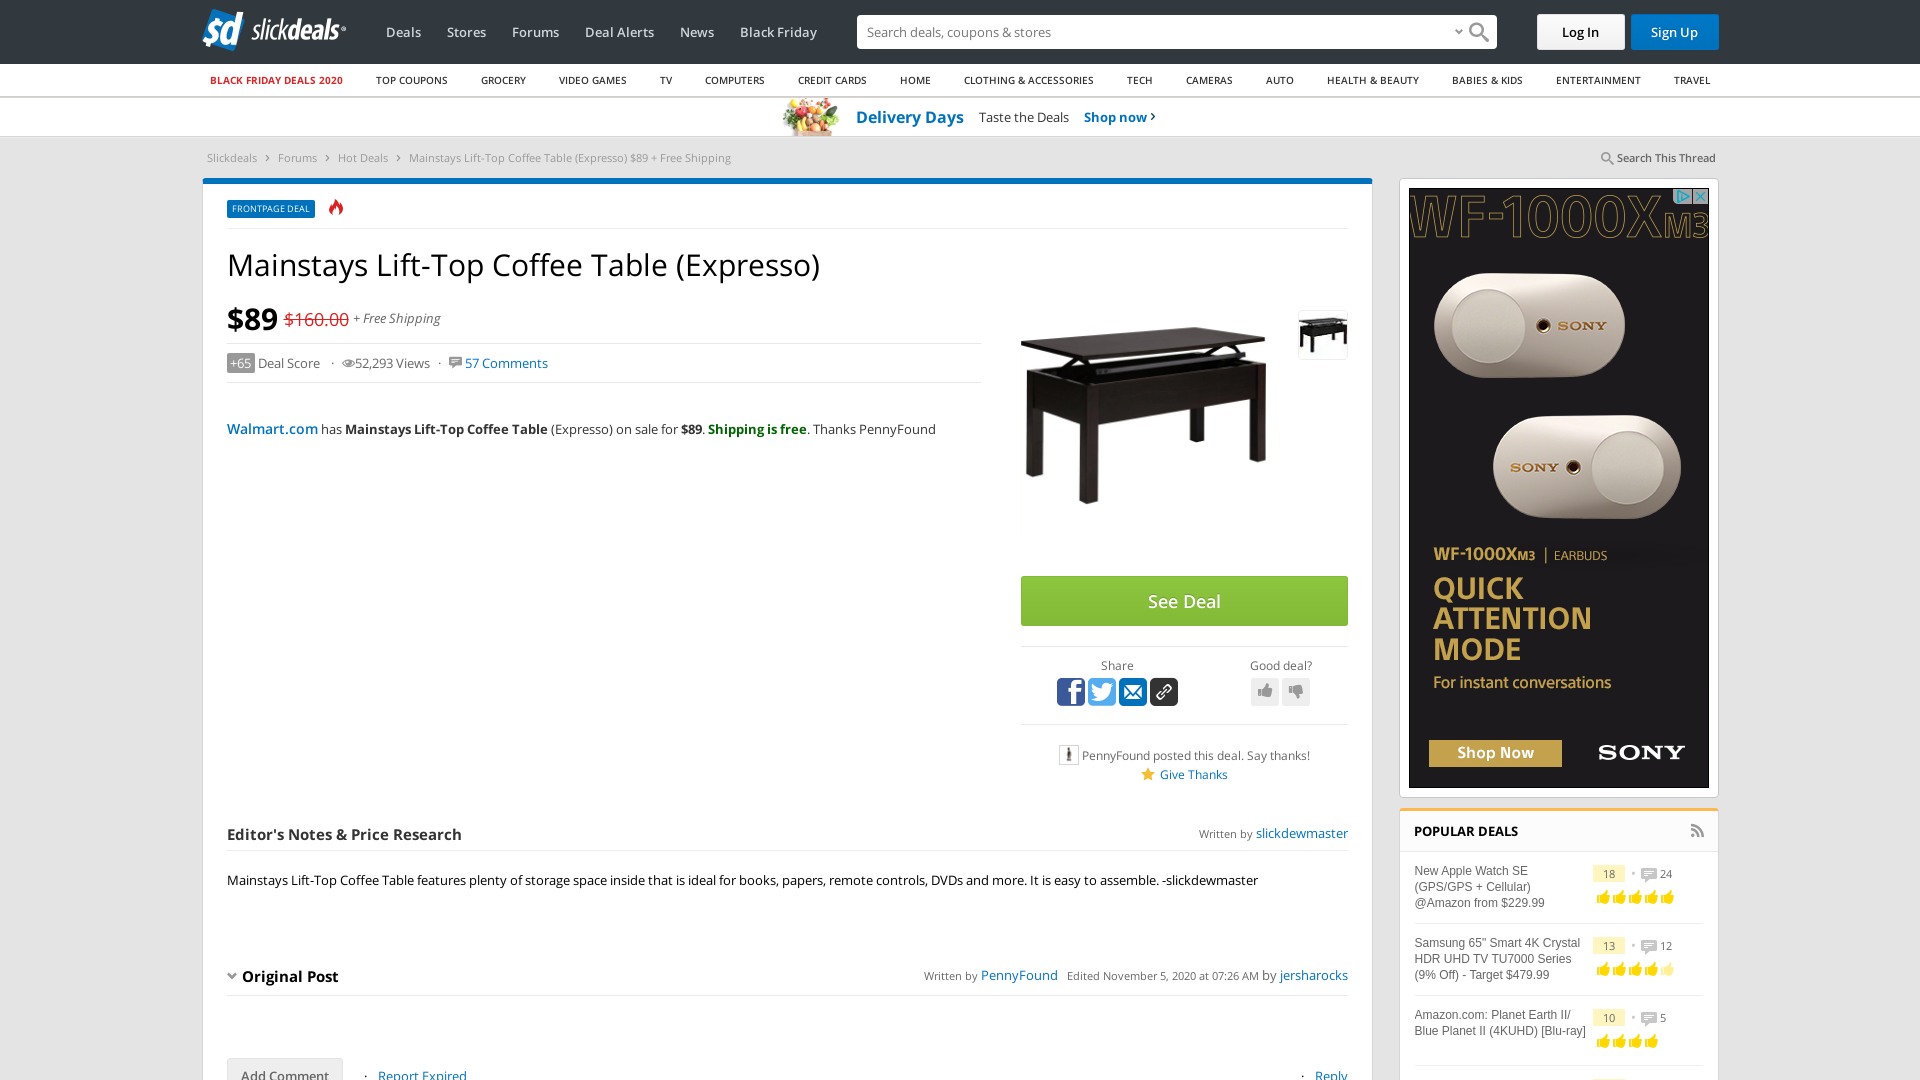 slickdeals
Deals
Stores
Forums
Deal Alerts
News
Black Friday
Search deals, coupons & stores
Log In
Sign Up
BLACK FRIDAY DEALS 2020
TOP COUPONS
GROCERY
VIDEO GAMES
TV
COMPUTERS
CREDIT CARDS
HOME
CLOTHING & ACCESSORIES
TECH
CAMERAS
AUTO
HEALTH & BEAUTY
BABIES & KIDS
ENTERTAINMENT
TRAVEL
Delivery Days Taste the Deals Shop now
Slickdeals › Forums › Hot Deals › Mainstays Lift-Top Coffee Table (Expresso) $89 + Free Shipping
Search This Thread
FRONTPAGE DEAL
Mainstays Lift-Top Coffee Table (Expresso)
$89 $160.00 + Free Shipping
+65 Deal Score · 52,293 Views · 57 Comments
Walmart.com has Mainstays Lift-Top Coffee Table (Expresso) on sale for $89. Shipping is free. Thanks PennyFound
See Deal
Share
Good deal?
PennyFound posted this deal. Say thanks!
Give Thanks
Editor's Notes & Price Research
Written by slickdewmaster
Mainstays Lift-Top Coffee Table features plenty of storage space inside that is ideal for books, papers, remote controls, DVDs and more. It is easy to assemble. -slickdewmaster
Original Post
Written by PennyFound Edited November 5, 2020 at 07:26 AM by jersharocks
Add Comment
· Report Expired
· Reply
WF-1000XM3
SONY
SONY
WF-1000XM3 | EARBUDS
QUICK
ATTENTION
MODE
For instant conversations
Shop Now
SONY
POPULAR DEALS
New Apple Watch SE
(GPS/GPS + Cellular)
@Amazon from $229.99
18 • 24
Samsung 65" Smart 4K Crystal
HDR UHD TV TU7000 Series
(9% Off) - Target $479.99
13 • 12
Amazon.com: Planet Earth II/
Blue Planet II (4KUHD) [Blu-ray]
10 • 5